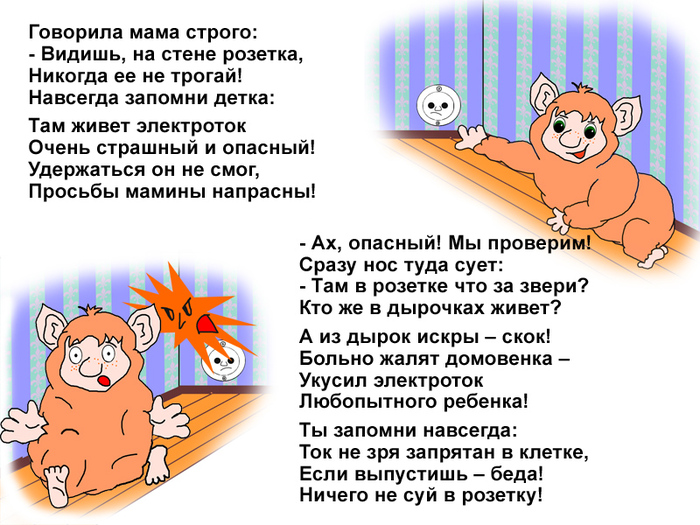 Говорила мама строго:
- Видишь, на стене розетка,
Никогда ее не трогай!
Навсегда запомни детка:
Там живет электроток
Очень страшный и опасный!
Удержаться он не смог,
Просьбы мамины напрасны!
- Ах, опасный! Мы проверим!
Сразу нос туда сует:
- Там в розетке что за звери?
Кто же в дырочках живет?
А из дырок искры – скок!
Больно жалят домовенка –
Укусил электроток
Любопытного ребенка!
Ты запомни навсегда:
Ток не зря запрятан в клетке,
Если выпустишь – беда!
Ничего не суй в розетку!